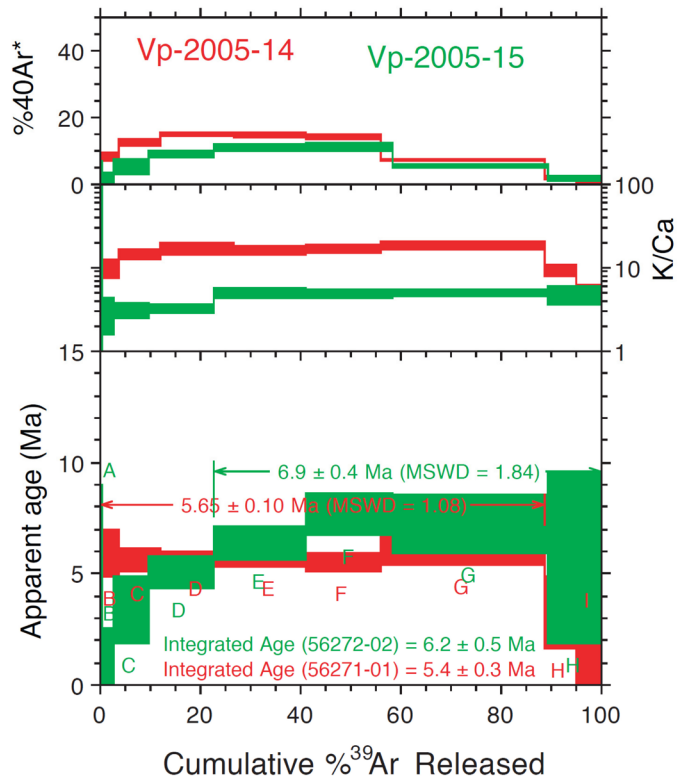 50
40
30
20
10
0
%40Ar*
Vp-2005-14
Vp-2005-15
100
10
1
K/Ca
15
10
5
0
Apparent age (Ma)
A
6.9 ± 0.4 Ma (MSWD = 1.84)
5.65 ± 0.10 Ma (MSWD = 1.08)
B
B
C
C
D
D
E
E
F
F
G
G
H
H
I
Integrated Age (56272-02) = 6.2 ± 0.5 Ma
Integrated Age (56271-01) = 5.4 ± 0.3 Ma
0 20 40 60 80 100
Cumulative %³⁹Ar Released